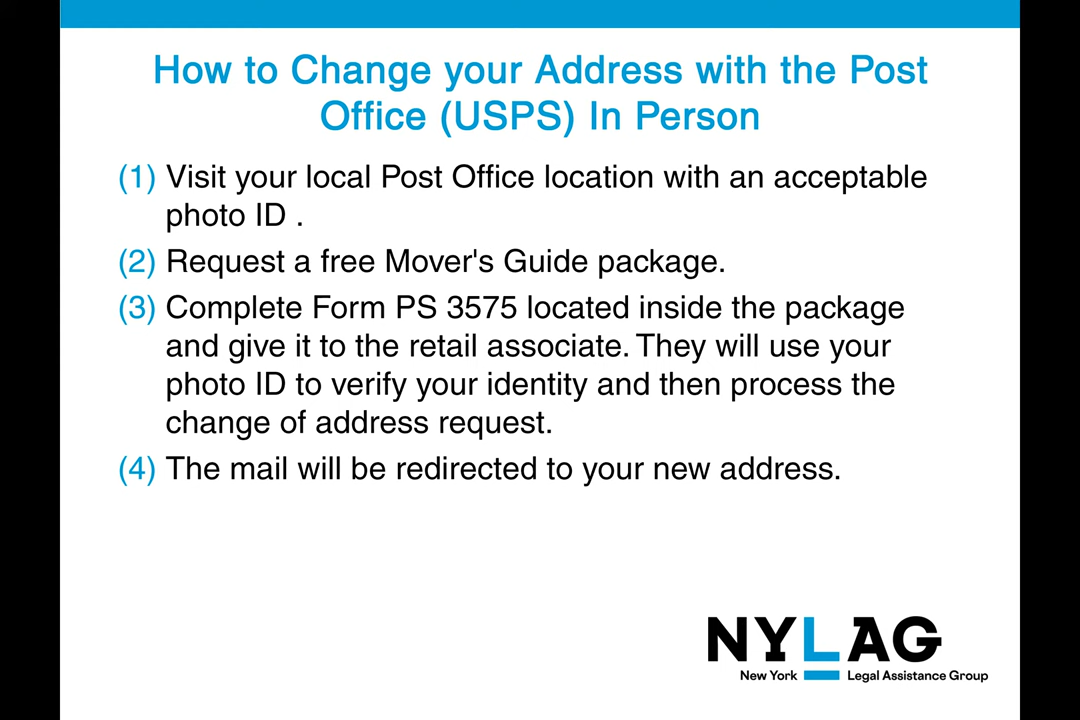 How to Change your Address with the Post
Office (USPS) In Person
(1) Visit your local Post Office location with an acceptable
photo ID .
(2) Request a free Mover's Guide package.
(3) Complete Form PS 3575 located inside the package
and give it to the retail associate. They will use your
photo ID to verify your identity and then process the
change of address request.
(4) The mail will be redirected to your new address.
NYLAG
New York Legal Assistance Group